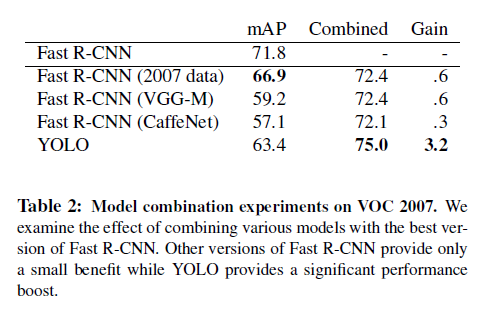 mAP Combined Gain
Fast R-CNN 71.8 - -
Fast R-CNN (2007 data) 66.9 72.4 .6
Fast R-CNN (VGG-M) 59.2 72.4 .6
Fast R-CNN (CaffeNet) 57.1 72.1 .3
YOLO 63.4 75.0 3.2
Table 2: Model combination experiments on VOC 2007. We
examine the effect of combining various models with the best ver-
sion of Fast R-CNN. Other versions of Fast R-CNN provide only
a small benefit while YOLO provides a significant performance
boost.